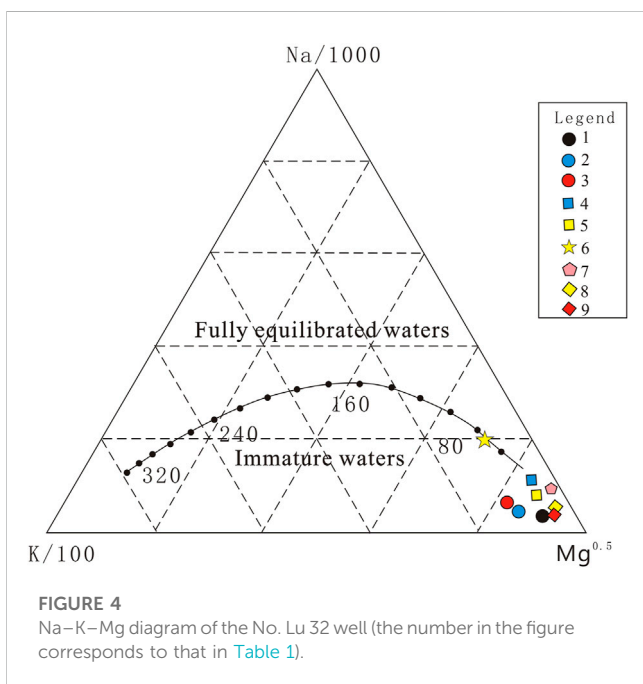 Na/1000
Legend
1
2
3
4
5
6
7
8
9
Fully equilibrated waters
160
240
80
Immature waters
320
K/100
Mg^0.5
FIGURE 4
Na–K–Mg diagram of the No. Lu 32 well (the number in the figure
corresponds to that in Table 1).